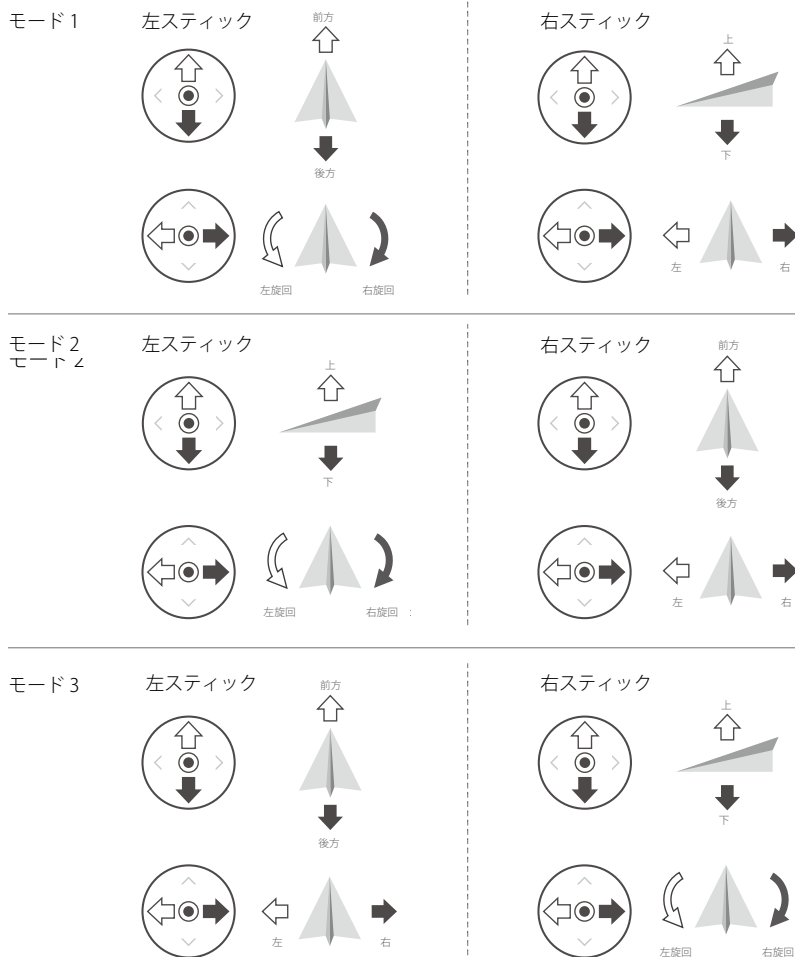 モード 1
左スティック
前方
後方
左旋回
右旋回
右スティック
上
下
左
右
モード 2
左スティック
上
下
左旋回
右旋回 :
右スティック
前方
後方
左
右
モード 3
左スティック
前方
後方
左
右
右スティック
上
下
左旋回
右旋回